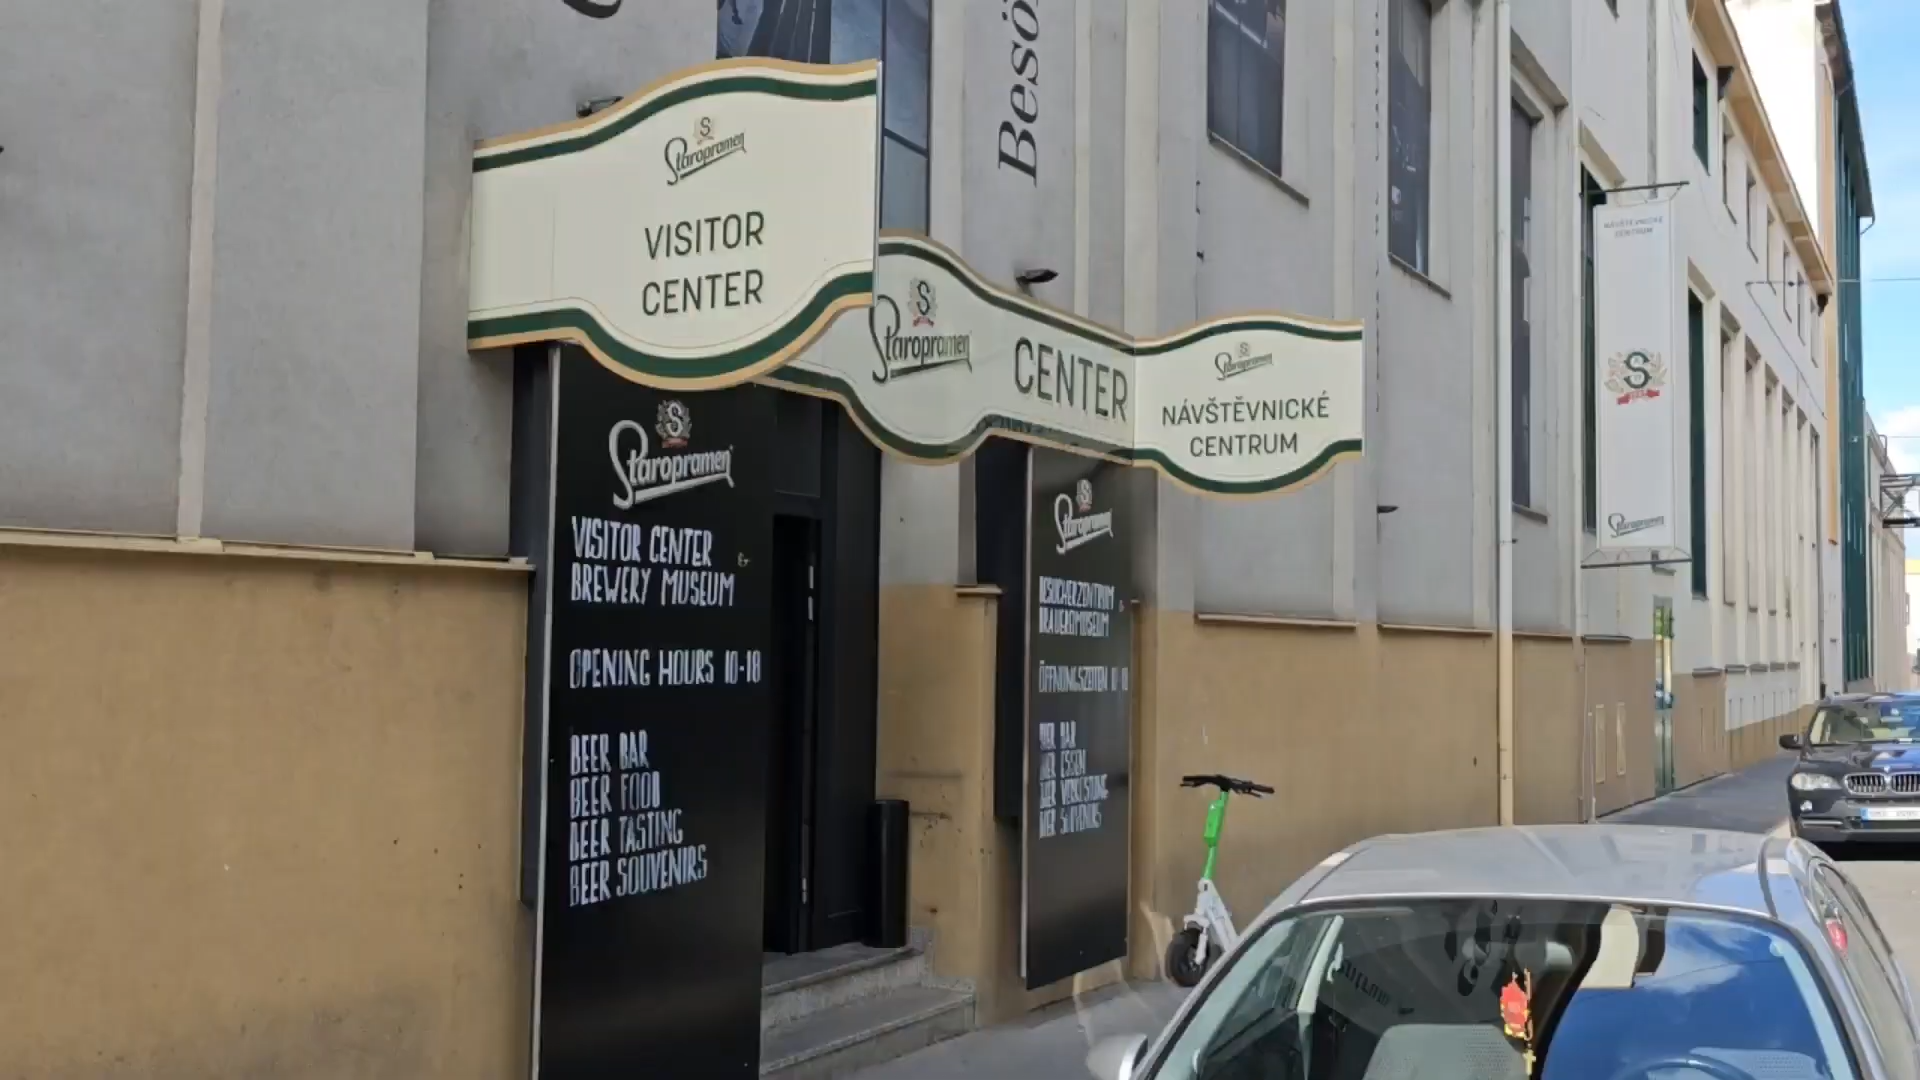 Besö
S
Staropramen
VISITOR
CENTER
S
Staropramen
CENTER
Staropramen
NÁVŠTĚVNICKÉ
CENTRUM
NÁVŠTĚVNICKÉ
CENTRUM
S
Staropramen
S
Staropramen
VISITOR CENTER &
BREWERY MUSEUM
OPENING HOURS 10-18
BEER BAR
BEER FOOD
BEER TASTING
BEER SOUVENIRS
S
Staropramen
BESUCHERZENTRUM &
BRAUEREIMUSEUM
ÖFFNUNGSZEITEN 10-18
BIER BAR
BIER ESSEN
BIER VERKOSTUNG
BIER SOUVENIRS